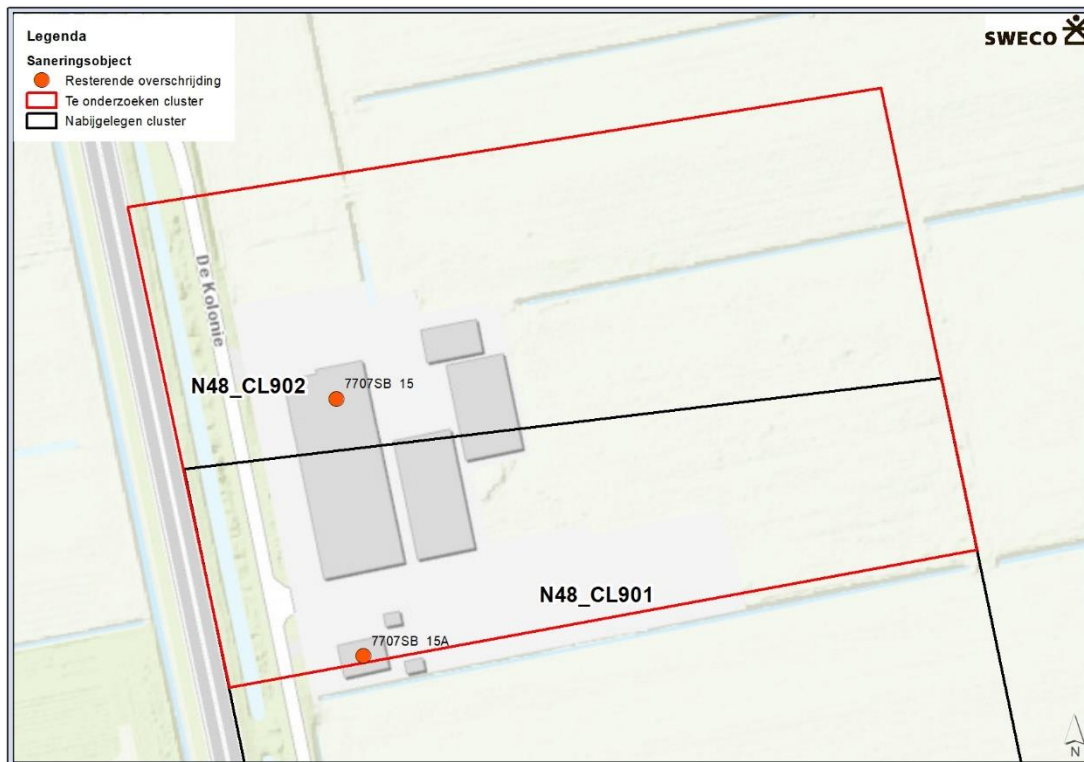 Legenda
SWECO
Saneringsobject
Resterende overschrijding
Te onderzoeken cluster
Nabijgelegen cluster
De Kolonie
N48_CL902
7707SB 15
N48_CL901
7707SB 15A
N